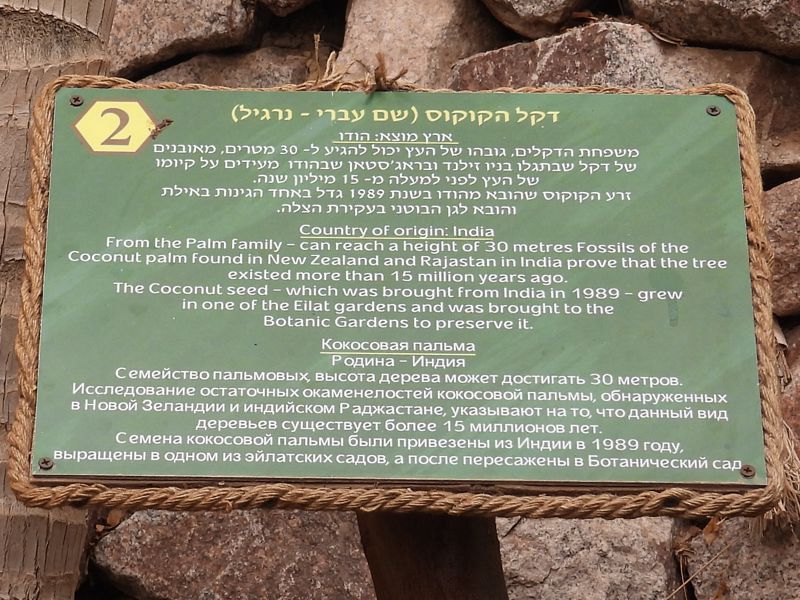 2
דקל הקוקוס (שם עברי - נרגיל)
ארץ מוצא: הודו
משפחת הדקלים, גובהו של העץ יכול להגיע ל- 30 מטרים, מאובנים
של דקל שבתגלו בניו זילנד ובראג'סטאן שבהודו מעידים על קיומו
של העץ לפני למעלה מ- 15 מיליון שנה.
זרע הקוקוס שהובא מהודו בשנת 1989 גדל באחד הגינות באילת
והובא לגן הבוטני בעקירת הצלה.
Country of origin: India
From the Palm family - can reach a height of 30 metres Fossils of the
Coconut palm found in New Zealand and Rajastan in India prove that the tree
existed more than 15 million years ago.
The Coconut seed - which was brought from India in 1989 - grew
in one of the Eilat gardens and was brought to the
Botanic Gardens to preserve it.
Кокосовая пальма
Родина - Индия
Семейство пальмовых, высота дерева может достигать 30 метров.
Исследование остаточных окаменелостей кокосовой пальмы, обнаруженных
в Новой Зеландии и индийском Раджастане, указывают на то, что данный вид
деревьев существует более 15 миллионов лет.
Семена кокосовой пальмы были привезены из Индии в 1989 году,
выращены в одном из эйлатских садов, а после пересажены в Ботанический сад